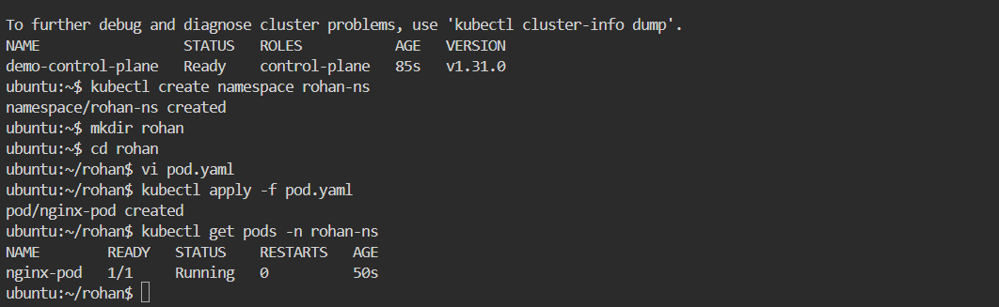 To further debug and diagnose cluster problems, use 'kubectl cluster-info dump'.
NAME                 STATUS   ROLES           AGE   VERSION
demo-control-plane   Ready    control-plane   85s   v1.31.0
ubuntu:~$ kubectl create namespace rohan-ns
namespace/rohan-ns created
ubuntu:~$ mkdir rohan
ubuntu:~$ cd rohan
ubuntu:~/rohan$ vi pod.yaml
ubuntu:~/rohan$ kubectl apply -f pod.yaml
pod/nginx-pod created
ubuntu:~/rohan$ kubectl get pods -n rohan-ns
NAME        READY   STATUS    RESTARTS   AGE
nginx-pod   1/1     Running   0          50s
ubuntu:~/rohan$